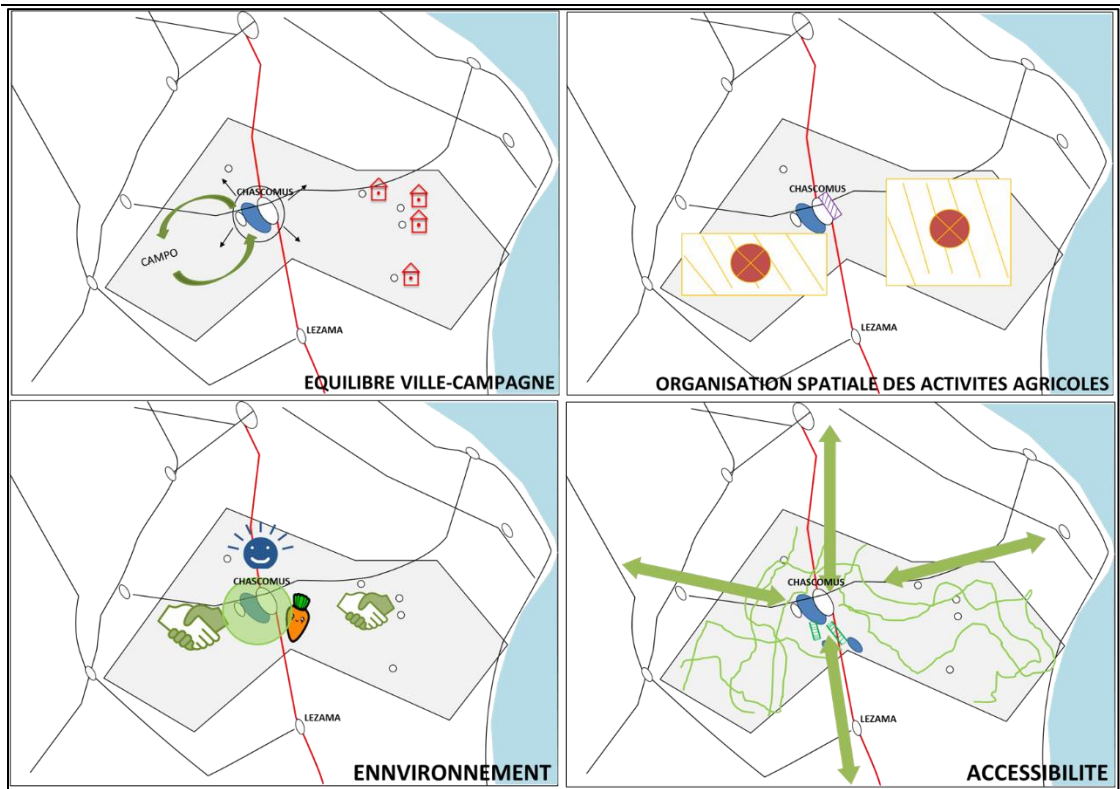 CHASCOMUS
CAMPO
LEZAMA
EQUILIBRE VILLE-CAMPAGNE
CHASCOMUS
LEZAMA
ORGANISATION SPATIALE DES ACTIVITES AGRICOLES
CHASCOMUS
LEZAMA
ENNVIRONNEMENT
CHASCOMUS
LEZAMA
ACCESSIBILITE